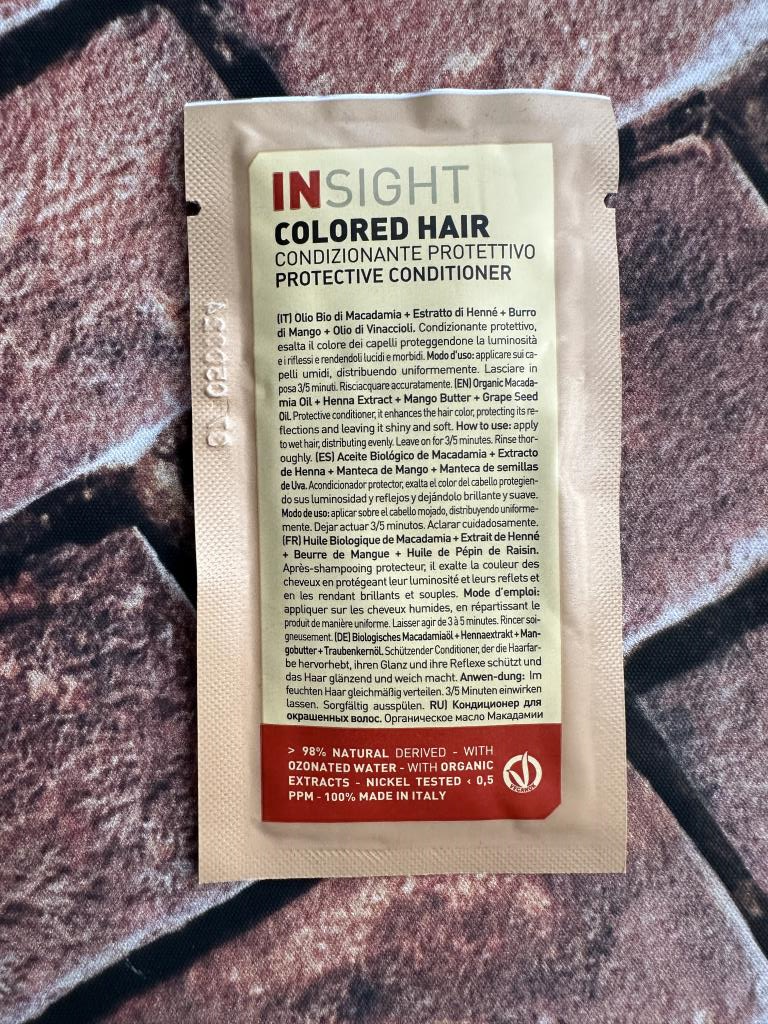 INSIGHT
COLORED HAIR
CONDIZIONANTE PROTETTIVO
PROTECTIVE CONDITIONER
(IT) Olio Bio di Macadamia + Estratto di Henné + Burro
di Mango + Olio di Vinaccioli. Condizionante protettivo,
esalta il colore dei capelli proteggendone la luminosità
e i riflessi e rendendoli lucidi e morbidi. Modo d'uso: applicare sui ca-
pelli umidi, distribuendo uniformemente. Lasciare in
posa 3/5 minuti. Risciacquare accuratamente. (EN) Organic Macada-
mia Oil + Henna Extract + Mango Butter + Grape Seed
Oil. Protective conditioner, it enhances the hair color, protecting its re-
flections and leaving it shiny and soft. How to use: apply
to wet hair, distributing evenly. Leave on for 3/5 minutes. Rinse thor-
oughly. (ES) Aceite Biológico de Macadamia + Extracto
de Henna + Manteca de Mango + Manteca de semillas
de Uva. Acondicionador protector, exalta el color del cabello protegien-
do sus luminosidad y reflejos y dejándolo brillante y suave.
Modo de uso: aplicar sobre el cabello mojado, distribuyendo uniforme-
mente. Dejar actuar 3/5 minutos. Aclarar cuidadosamente.
(FR) Huile Biologique de Macadamia + Extrait de Henné
+ Beurre de Mangue + Huile de Pépin de Raisin.
Après-shampooing protecteur, il exalte la couleur des
cheveux en protégeant leur luminosité et leurs reflets et
en les rendant brillants et souples. Mode d'emploi:
appliquer sur les cheveux humides, en répartissant le
produit de manière uniforme. Laisser agir de 3 à 5 minutes. Rincer soi-
gneusement. (DE) Biologisches Macadamiaöl + Hennaextrakt + Man-
gobutter + Traubenkernöl. Schützender Conditioner, der die Haarfar-
be hervorhebt, ihren Glanz und ihre Reflexe schützt und
das Haar glänzend und weich macht. Anwen-dung: Im
feuchten Haar gleichmäßig verteilen. 3/5 Minuten einwirken
lassen. Sorgfältig ausspülen. RU) Кондиционер для
окрашенных волос. Органическое масло Макадамии
> 98% NATURAL DERIVED - WITH
OZONATED WATER - WITH ORGANIC
EXTRACTS - NICKEL TESTED < 0,5
PPM - 100% MADE IN ITALY
VEGANOK